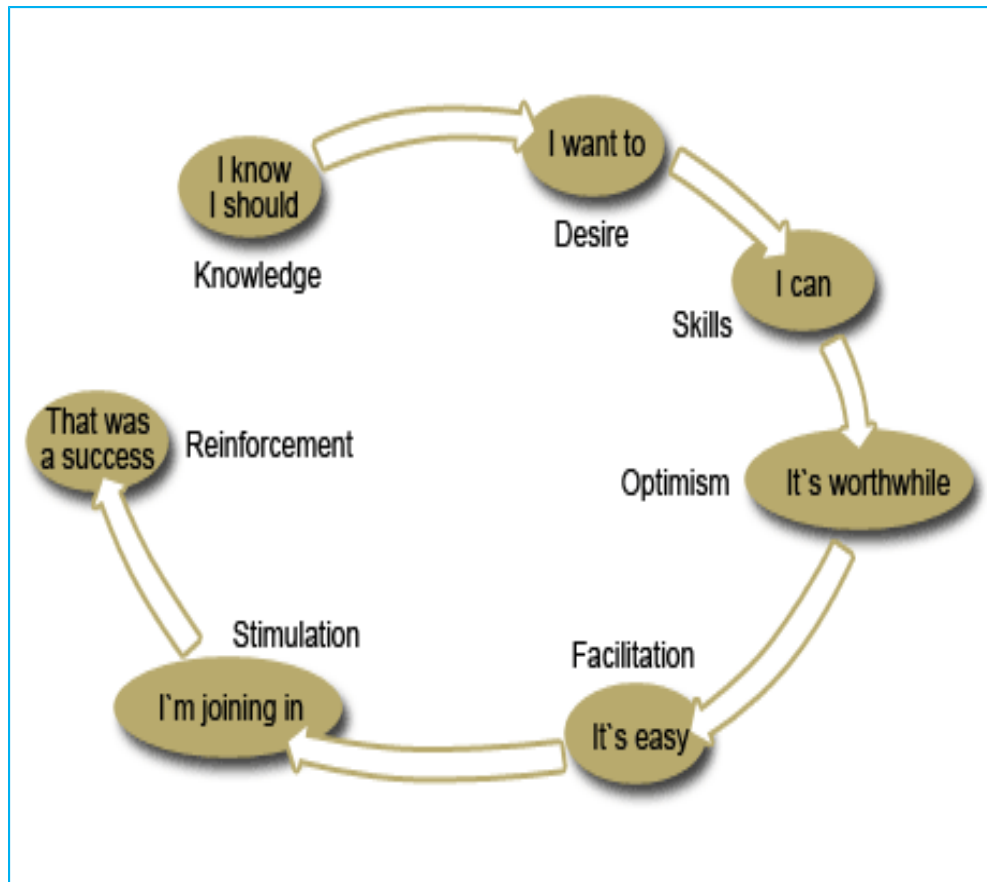 I know
I should
Knowledge
I want to
Desire
I can
Skills
It`s worthwhile
Optimism
It`s easy
Facilitation
I`m joining in
Stimulation
That was
a success
Reinforcement